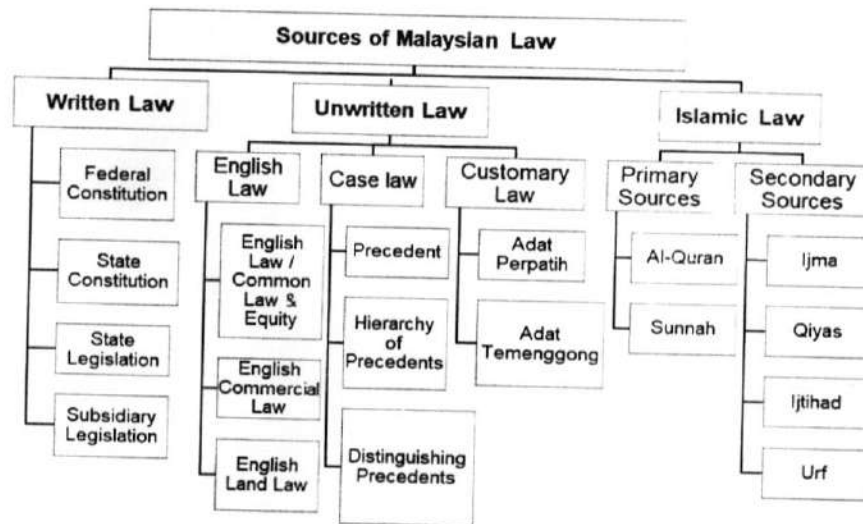 Sources of Malaysian Law
Written Law
Federal
Constitution
State
Constitution
State
Legislation
Subsidiary
Legislation
Unwritten Law
English
Law
English
Law /
Common
Law &
Equity
English
Commercial
Law
English
Land Law
Case law
Precedent
Hierarchy
of
Precedents
Distinguishing
Precedents
Customary
Law
Adat
Perpatih
Adat
Temenggong
Islamic Law
Primary
Sources
Al-Quran
Sunnah
Secondary
Sources
Ijma
Qiyas
Ijtihad
Urf